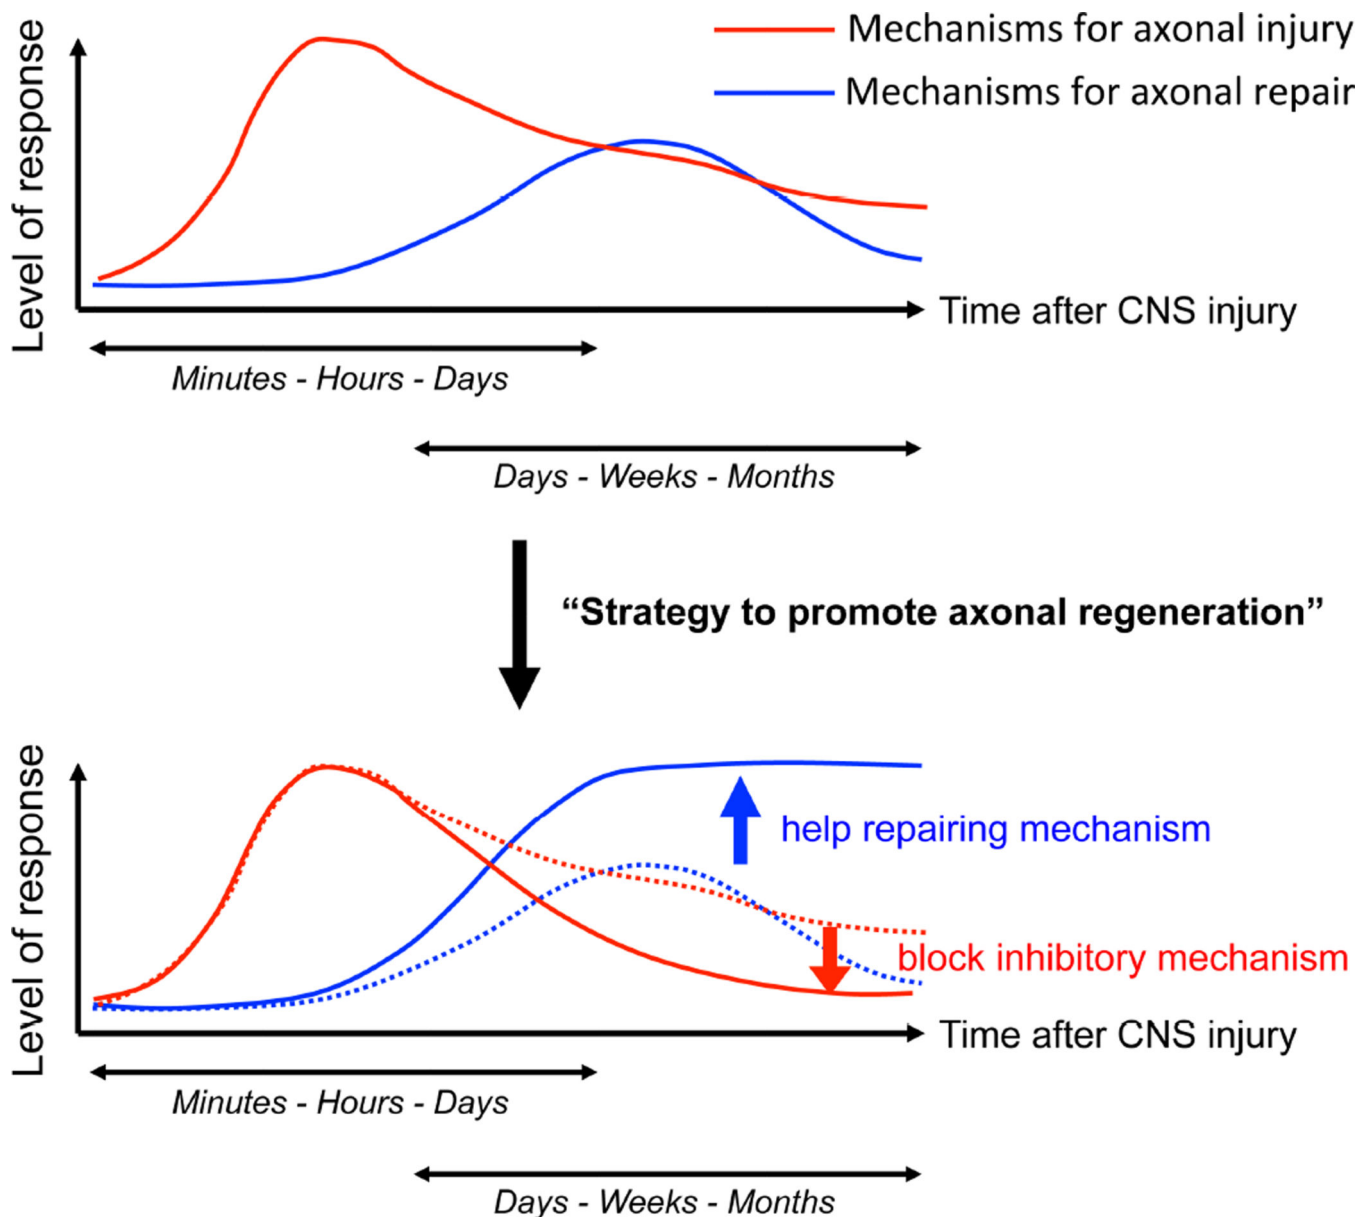 Mechanisms for axonal injury
Mechanisms for axonal repair
Level of response
Time after CNS injury
Minutes - Hours - Days
Days - Weeks - Months
“Strategy to promote axonal regeneration”
Level of response
help repairing mechanism
block inhibitory mechanism
Time after CNS injury
Minutes - Hours - Days
Days - Weeks - Months